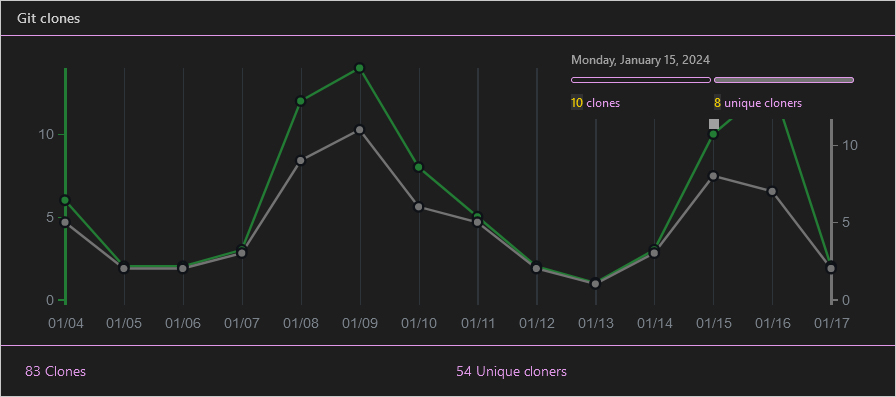 Git clones
Monday, January 15, 2024
10 clones 8 unique cloners
10 10
5 5
0 0
01/04 01/05 01/06 01/07 01/08 01/09 01/10 01/11 01/12 01/13 01/14 01/15 01/16 01/17
83 Clones 54 Unique cloners